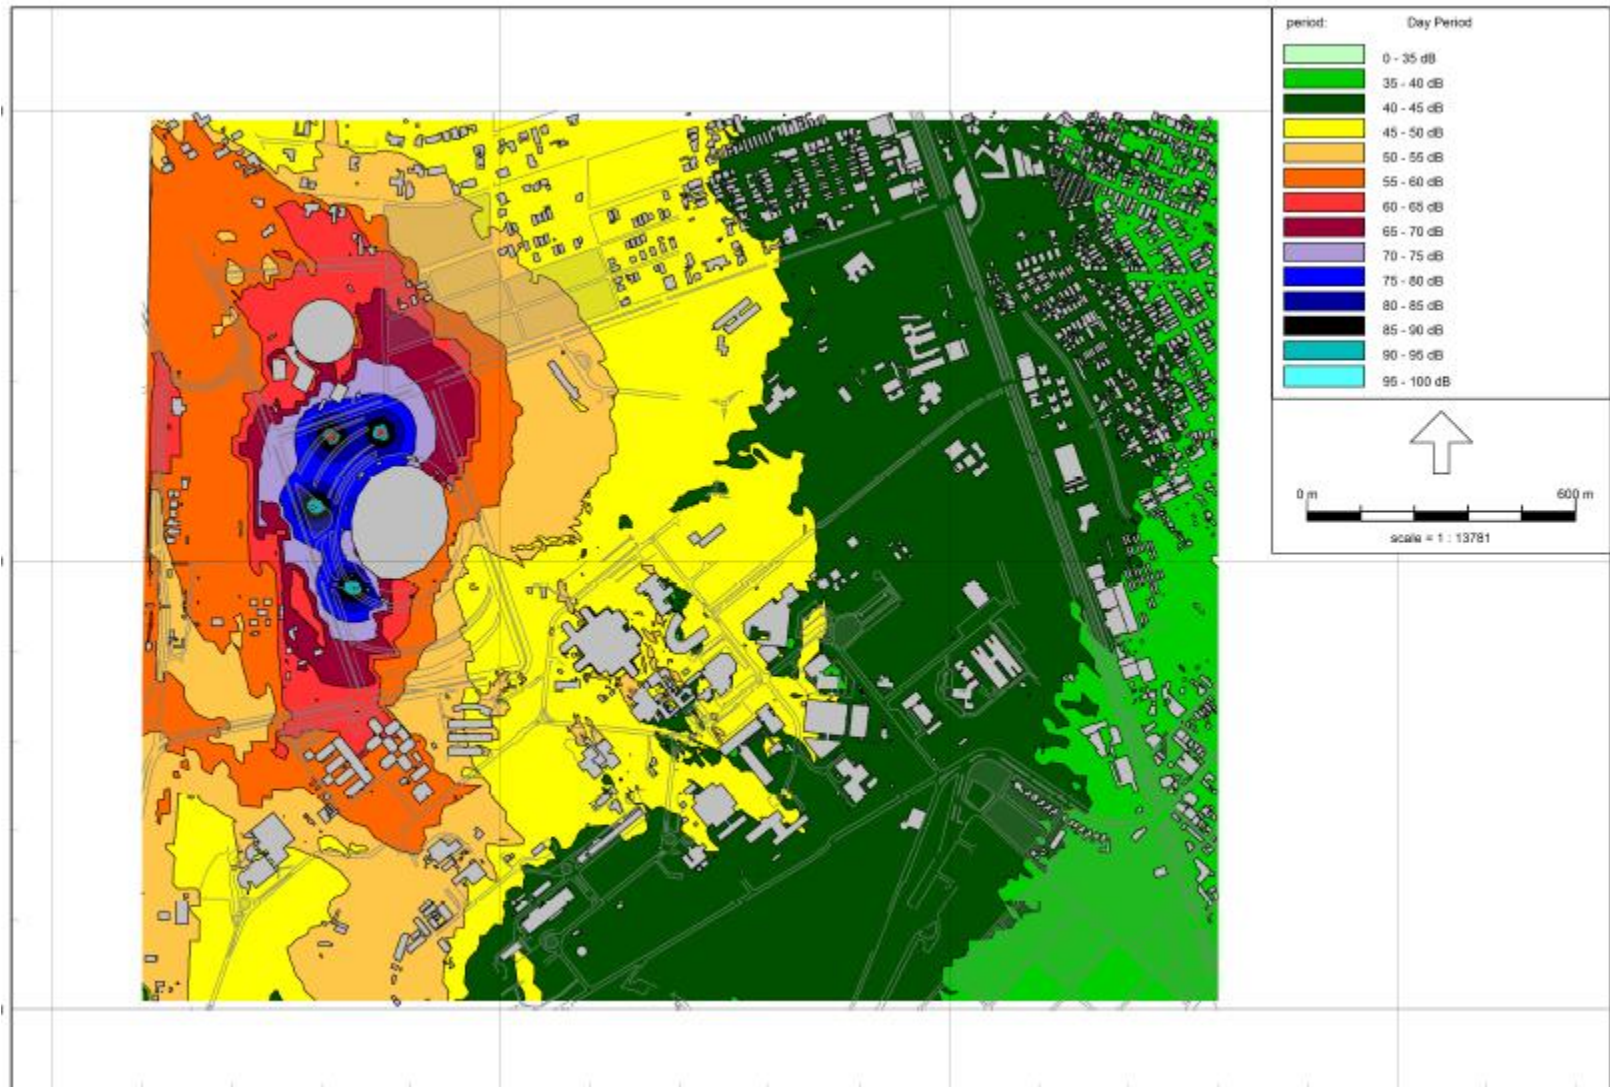 period: Day Period
0 - 35 dB
35 - 40 dB
40 - 45 dB
45 - 50 dB
50 - 55 dB
55 - 60 dB
60 - 65 dB
65 - 70 dB
70 - 75 dB
75 - 80 dB
80 - 85 dB
85 - 90 dB
90 - 95 dB
95 - 100 dB
0 m 600 m
scale = 1 : 13781